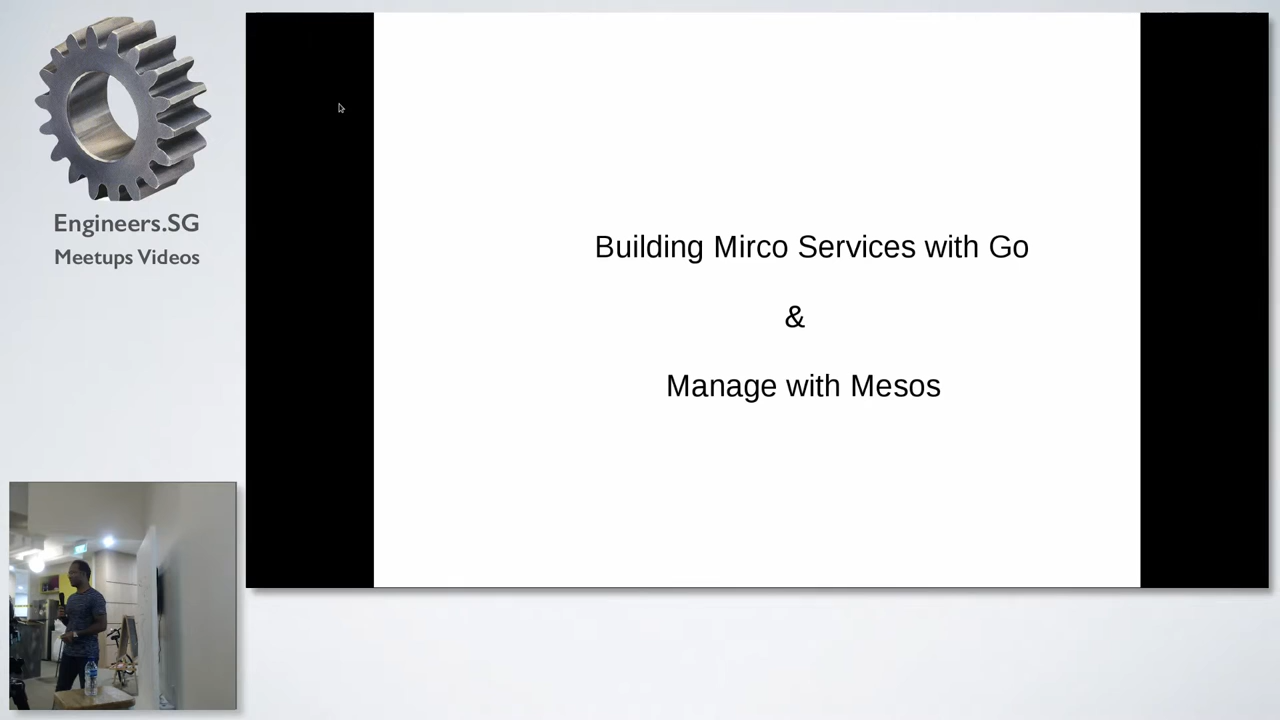 Engineers.SG
Meetups Videos
Building Mirco Services with Go
&
Manage with Mesos